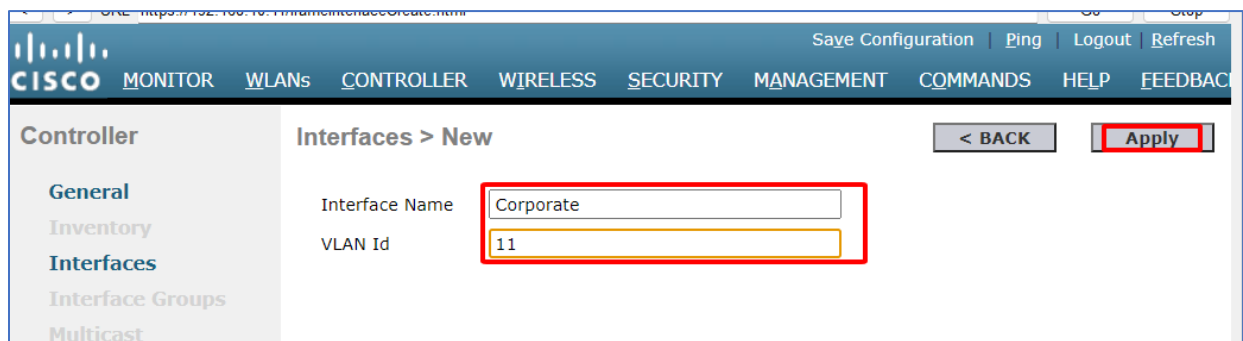 Save Configuration | Ping | Logout | Refresh
CISCO MONITOR WLANs CONTROLLER WIRELESS SECURITY MANAGEMENT COMMANDS HELP FEEDBAC
Controller
Interfaces > New
< BACK
Apply
General
Inventory
Interfaces
Interface Groups
Multicast
Interface Name Corporate
VLAN Id 11